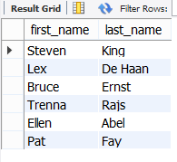 Result Grid Filter Rows:
first_name last_name
Steven King
Lex De Haan
Bruce Ernst
Trenna Rajs
Ellen Abel
Pat Fay